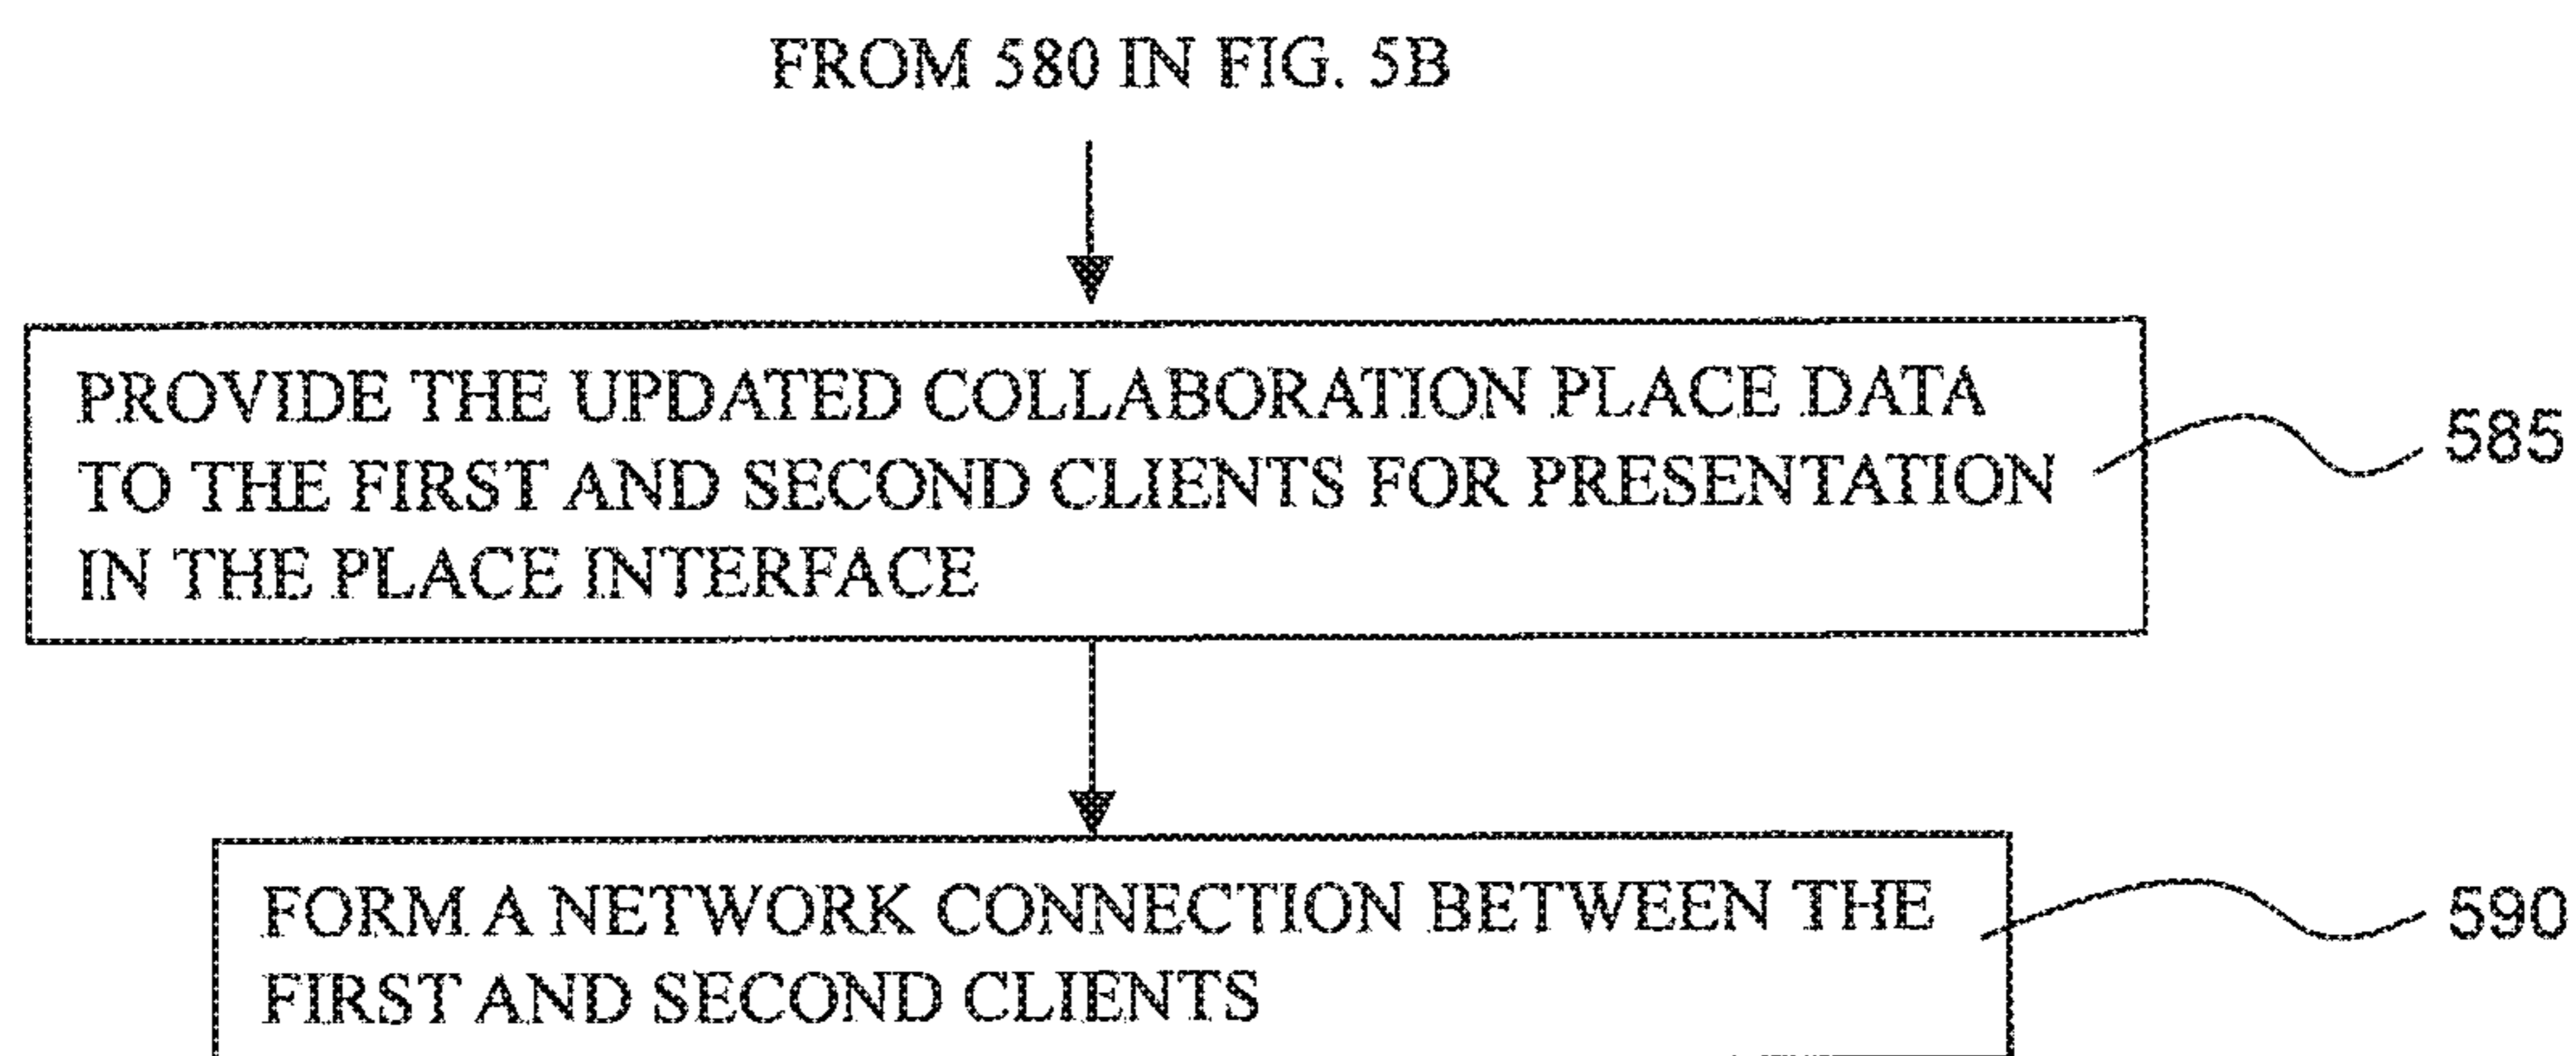 FROM 580 IN FIG. 5B
PROVIDE THE UPDATED COLLABORATION PLACE DATA
TO THE FIRST AND SECOND CLIENTS FOR PRESENTATION
IN THE PLACE INTERFACE
585
FORM A NETWORK CONNECTION BETWEEN THE
FIRST AND SECOND CLIENTS
590